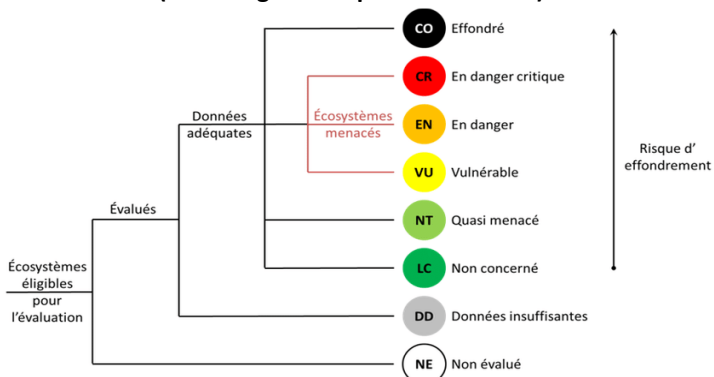 CO Effondré
CR En danger critique
Données
adéquates
Écosystèmes
menacés
EN En danger
Risque d’
effondrement
VU Vulnérable
Évalués
NT Quasi menacé
Écosystèmes
éligibles
pour
l’évaluation
LC Non concerné
DD Données insuffisantes
NE Non évalué